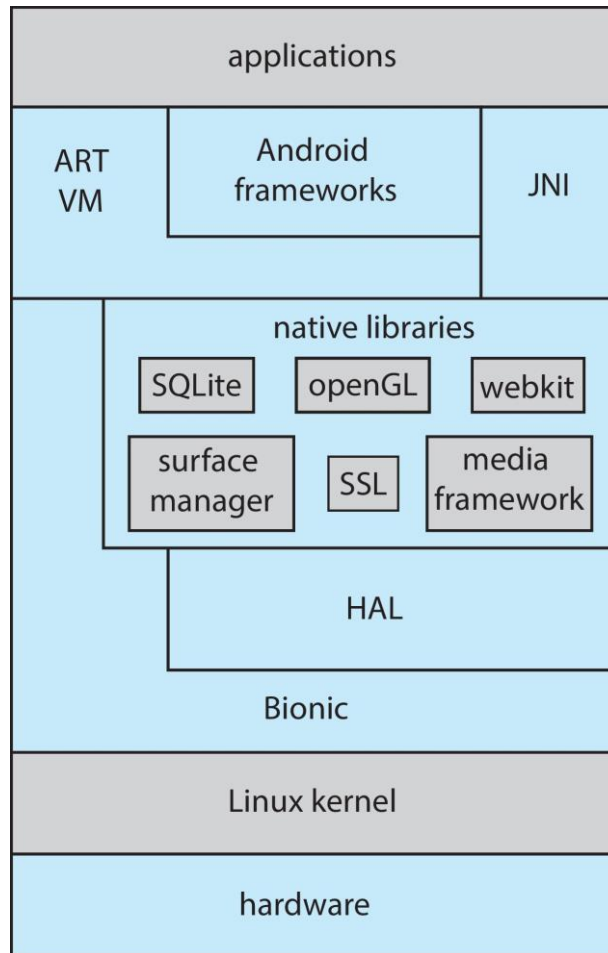 applications
ART
VM
Android
frameworks
JNI
native libraries
SQLite
openGL
webkit
surface
manager
SSL
media
framework
HAL
Bionic
Linux kernel
hardware